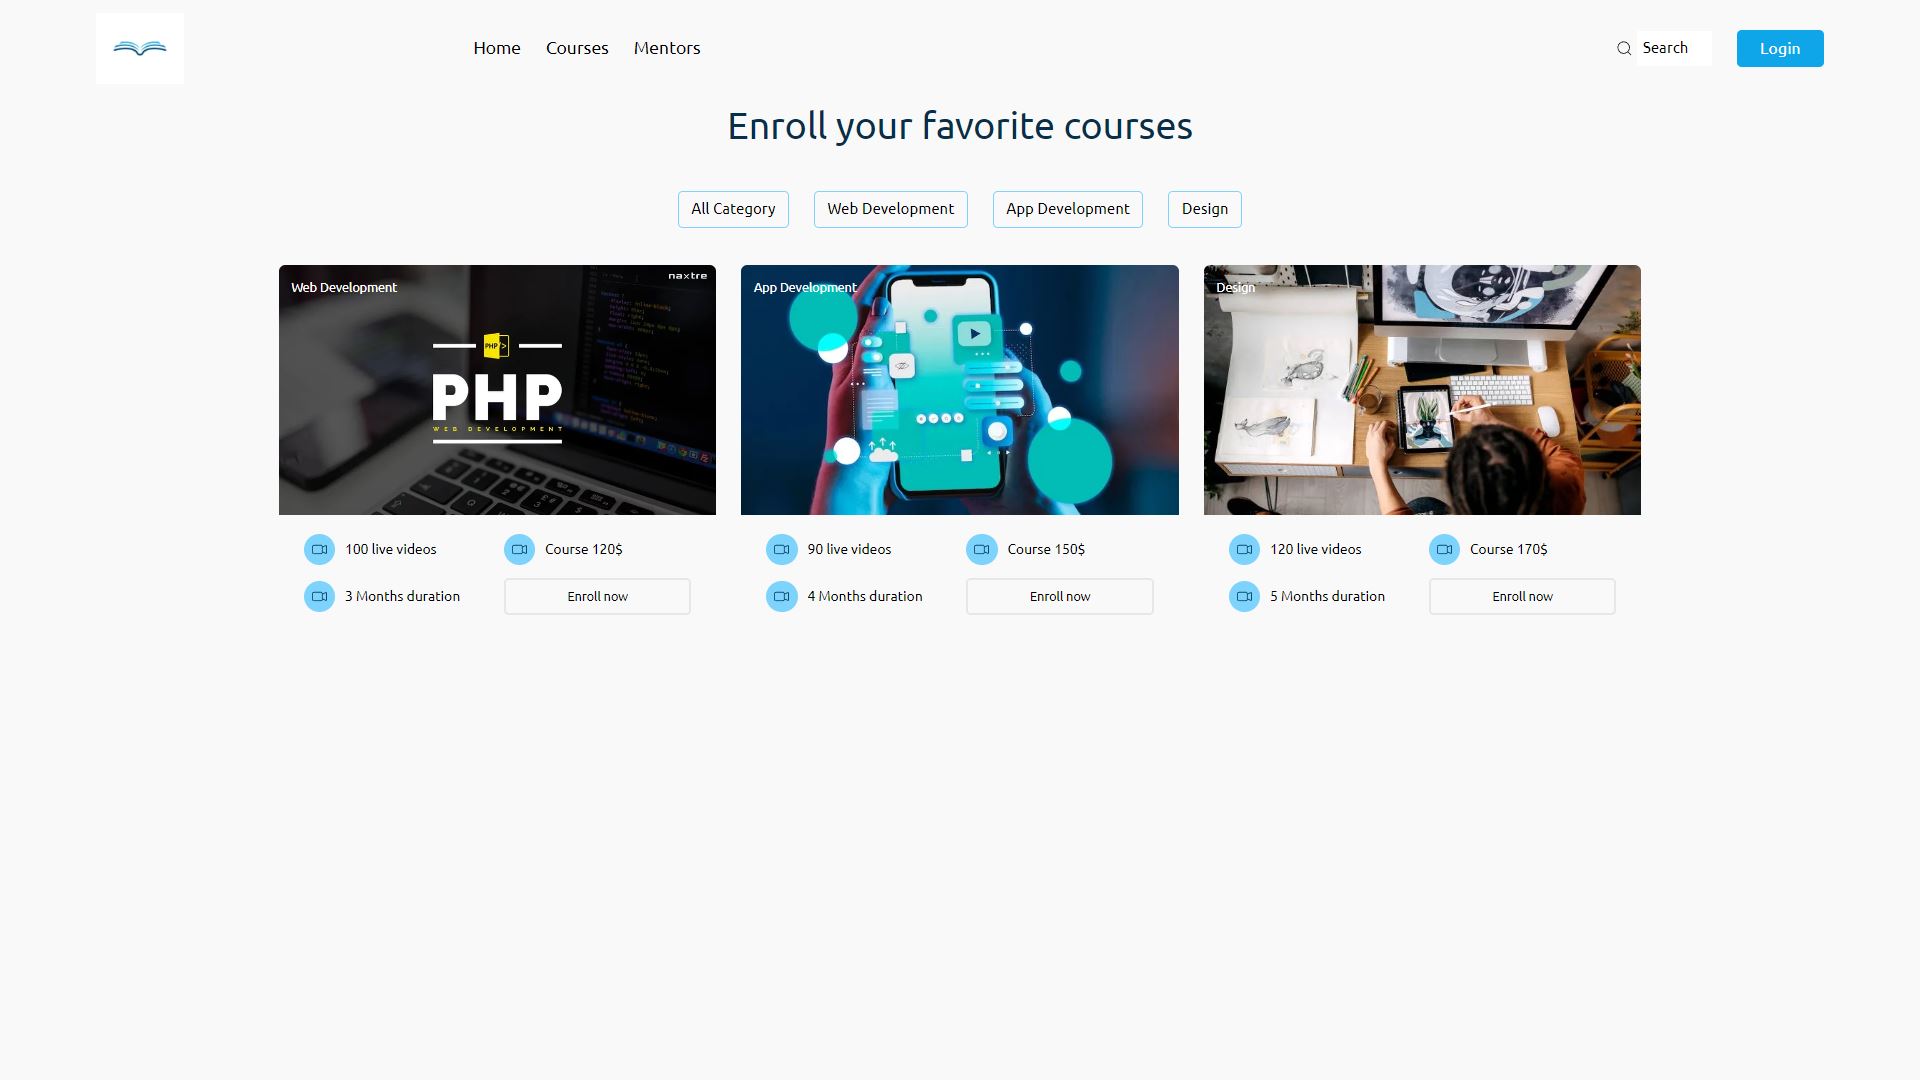 Home
Courses
Mentors
Search
Login
Enroll your favorite courses
All Category
Web Development
App Development
Design
Web Development
naxtre
PHP
PHP
WEB DEVELOPMENT
App Development
Design
100 live videos
Course 120$
3 Months duration
Enroll now
90 live videos
Course 150$
4 Months duration
Enroll now
120 live videos
Course 170$
5 Months duration
Enroll now